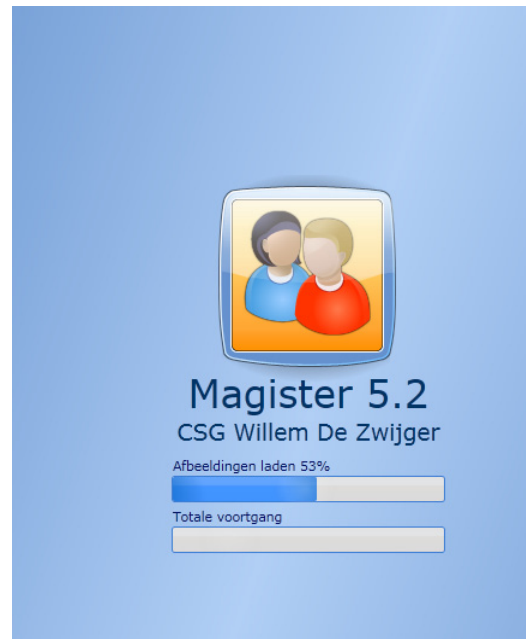 Magister 5.2
CSG Willem De Zwijger
Afbeeldingen laden 53%
Totale voortgang